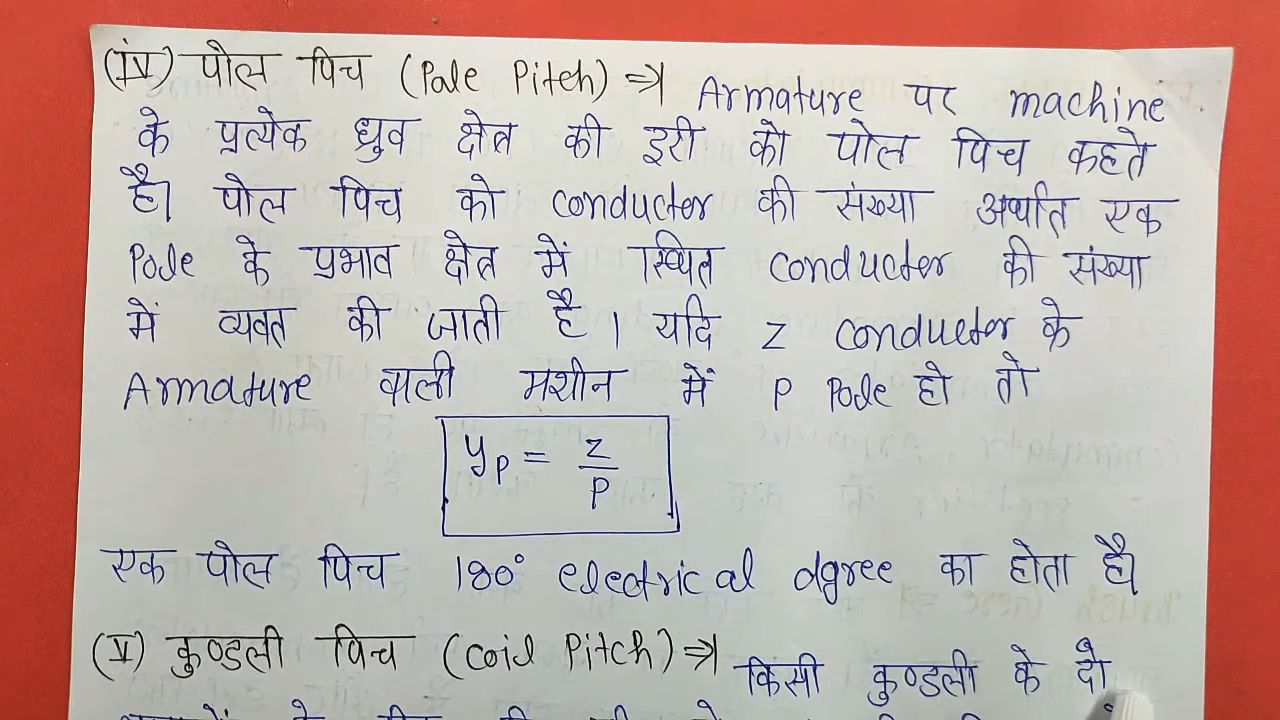 (iv) पोल पिच (Pole Pitch) ⇒ Armature पर machine
के प्रत्येक ध्रुव क्षेत्र की दूरी को पोल पिच कहते
है। पोल पिच को conductor की संख्या अर्थात एक
Pole के प्रभाव क्षेत्र में स्थित conductor की संख्या
में व्यक्त की जाती है । यदि z conductor के
Armature वाली मशीन में P Pole हो तो
y_P = z/P
एक पोल पिच 180° electrical dgree का होता है।
(v) कुण्डली पिच (Coil Pitch) ⇒ किसी कुण्डली के दो